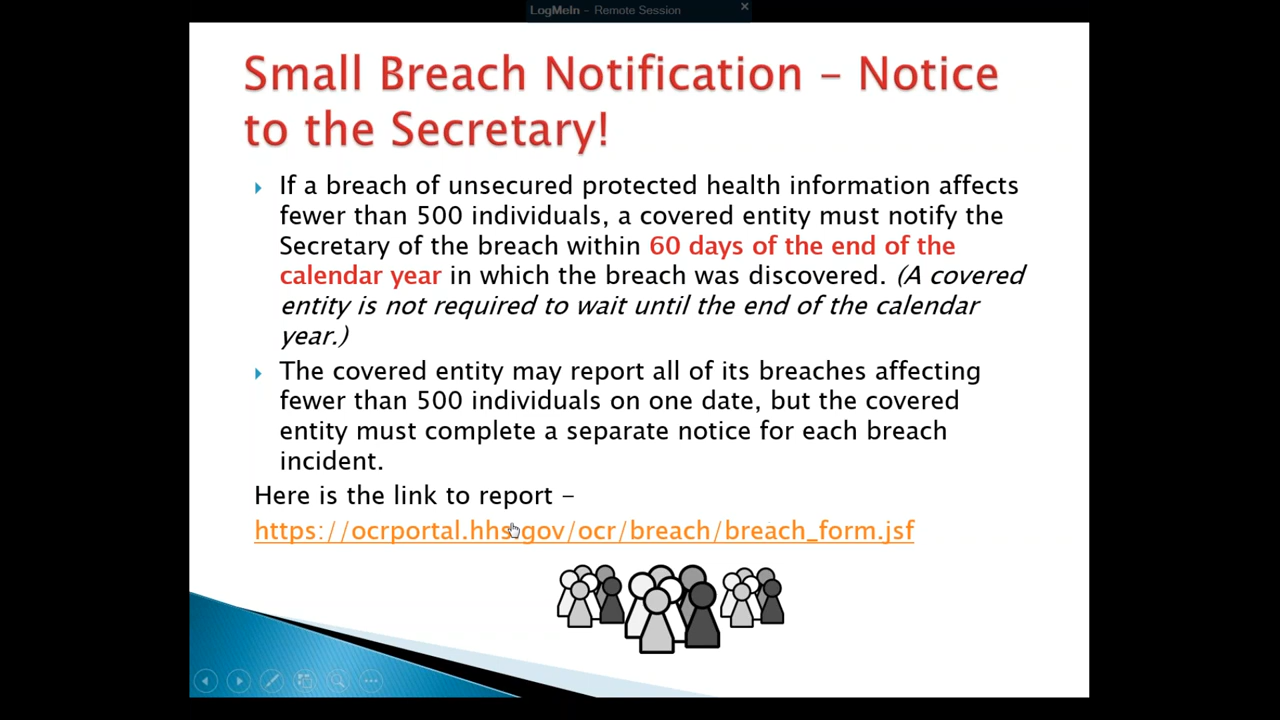 LogMeIn - Remote Session
Small Breach Notification – Notice
to the Secretary!
If a breach of unsecured protected health information affects
fewer than 500 individuals, a covered entity must notify the
Secretary of the breach within 60 days of the end of the
calendar year in which the breach was discovered. (A covered
entity is not required to wait until the end of the calendar
year.)
The covered entity may report all of its breaches affecting
fewer than 500 individuals on one date, but the covered
entity must complete a separate notice for each breach
incident.
Here is the link to report –
https://ocrportal.hhs.gov/ocr/breach/breach_form.jsf